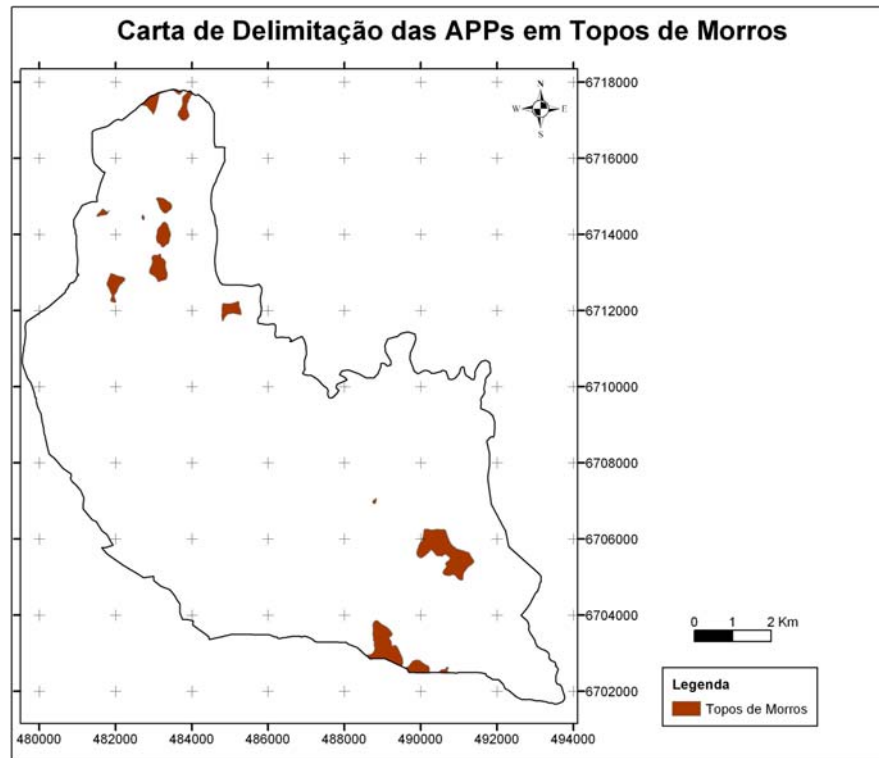 Carta de Delimitação das APPs em Topos de Morros
N
W E
S
6718000
6716000
6714000
6712000
6710000
6708000
6706000
6704000
6702000
0 1 2 Km
Legenda
Topos de Morros
480000 482000 484000 486000 488000 490000 492000 494000